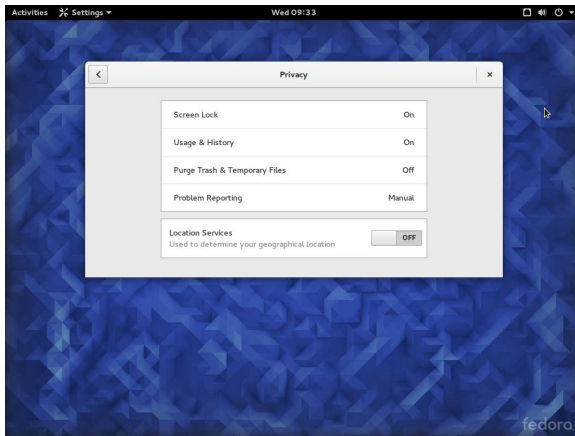 Activities Settings Wed 09:33
Privacy
Screen Lock On
Usage & History On
Purge Trash & Temporary Files Off
Problem Reporting Manual
Location Services
Used to determine your geographical location
OFF
fedora